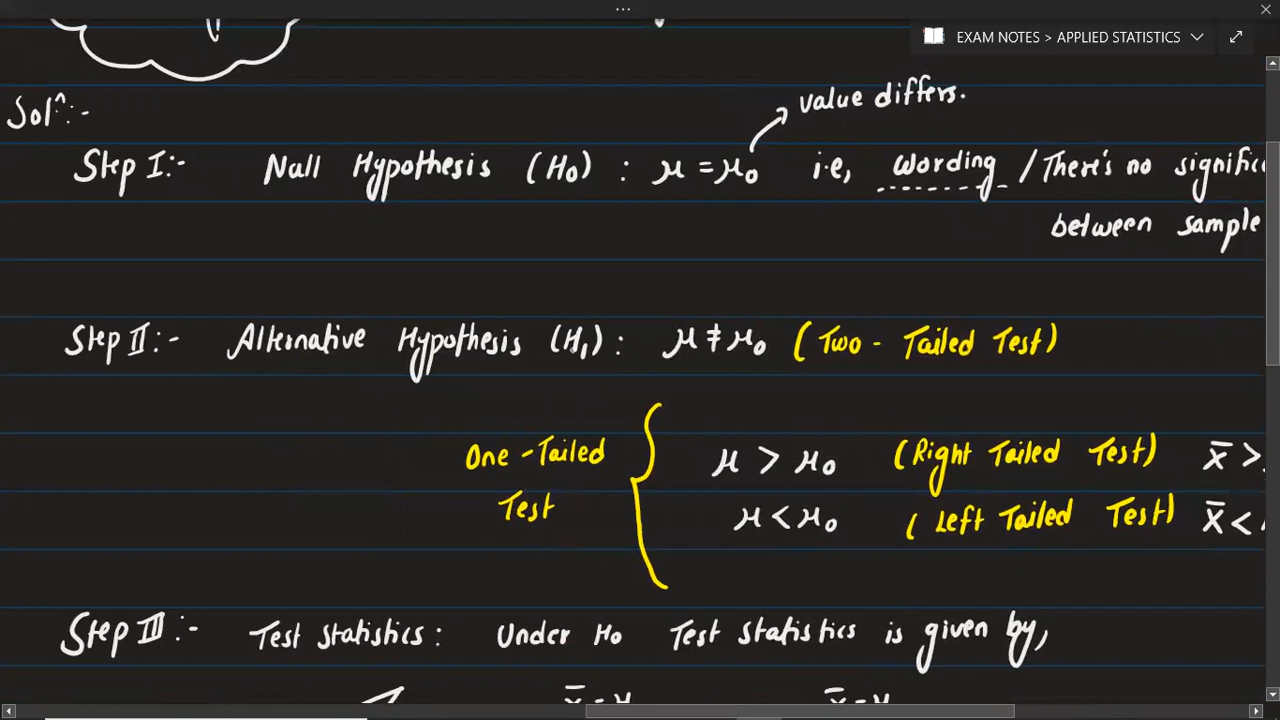 EXAM NOTES > APPLIED STATISTICS
value differs.
Solⁿ:-
Step I:- Null Hypothesis (H₀) : μ = μ₀ i.e, wording / There's no signific
between sample
Step II:- Alternative Hypothesis (H₁) : μ ≠ μ₀ (Two - Tailed Test)
One - Tailed Test
μ > μ₀ (Right Tailed Test) x̄ >
μ < μ₀ (Left Tailed Test) x̄ <
Step III:- Test statistics : Under H₀ Test statistics is given by,